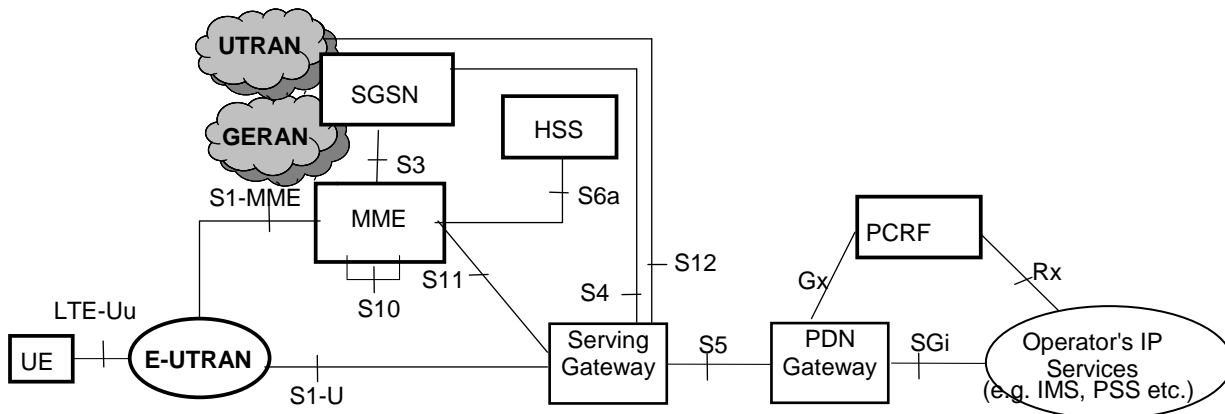 UTRAN
SGSN
HSS
GERAN
S3
S1-MME
S6a
MME
PCRF
S11
S12
Gx
Rx
S10
S4
LTE-Uu
UE
E-UTRAN
S1-U
Serving
Gateway
S5
PDN
Gateway
SGi
Operator's IP
Services
(e.g. IMS, PSS etc.)